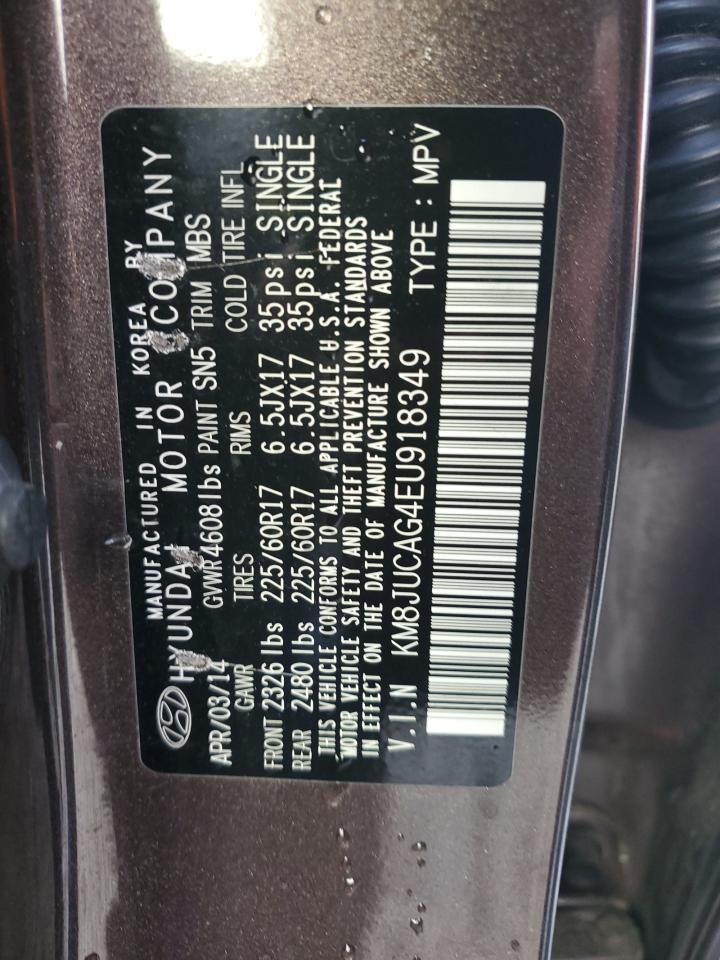 MANUFACTURED IN KOREA BY
HYUNDAI MOTOR COMPANY
APR/03/14 GVWR 4608 lbs PAINT SN5 TRIM MBS
GAWR TIRES RIMS COLD TIRE INFL
FRONT 2326 lbs 225/60R17 6.5JX17 35psi SINGLE
REAR 2480 lbs 225/60R17 6.5JX17 35psi SINGLE
THIS VEHICLE CONFORMS TO ALL APPLICABLE U.S.A. FEDERAL
MOTOR VEHICLE SAFETY AND THEFT PREVENTION STANDARDS
IN EFFECT ON THE DATE OF MANUFACTURE SHOWN ABOVE
V.I.N KM8JUCAG4EU918349 TYPE : MPV